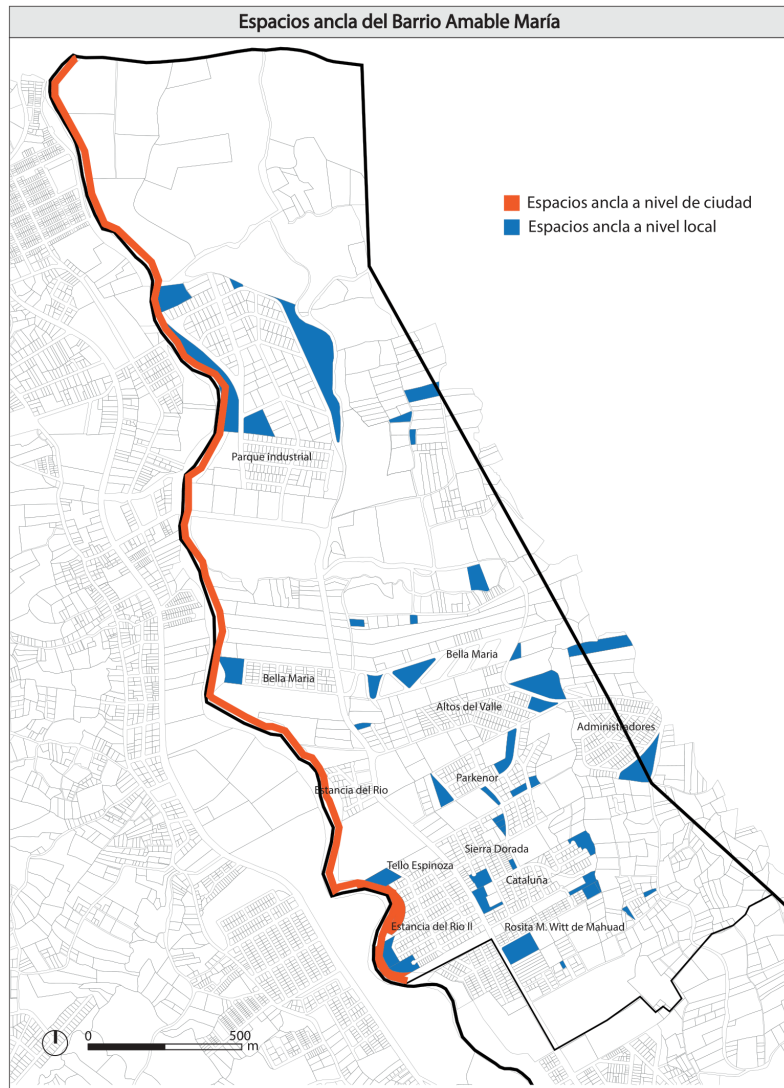 Espacios ancla del Barrio Amable María
Espacios ancla a nivel de ciudad
Espacios ancla a nivel local
Parque industrial
Bella Maria
Bella Maria
Altos del Valle
Administradores
Parkenor
Estancia del Rio
Sierra Dorada
Tello Espinoza
Cataluña
Estancia del Rio II
Rosita M. Witt de Mahuad
0 500
m